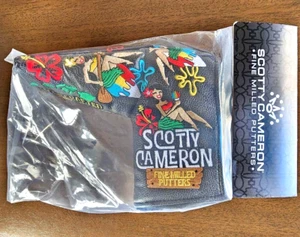 SCOTTY
CAMERON
FINE MILLED
PUTTERS
SCOTTY CAMERON
FINE MILLED PUTTERS